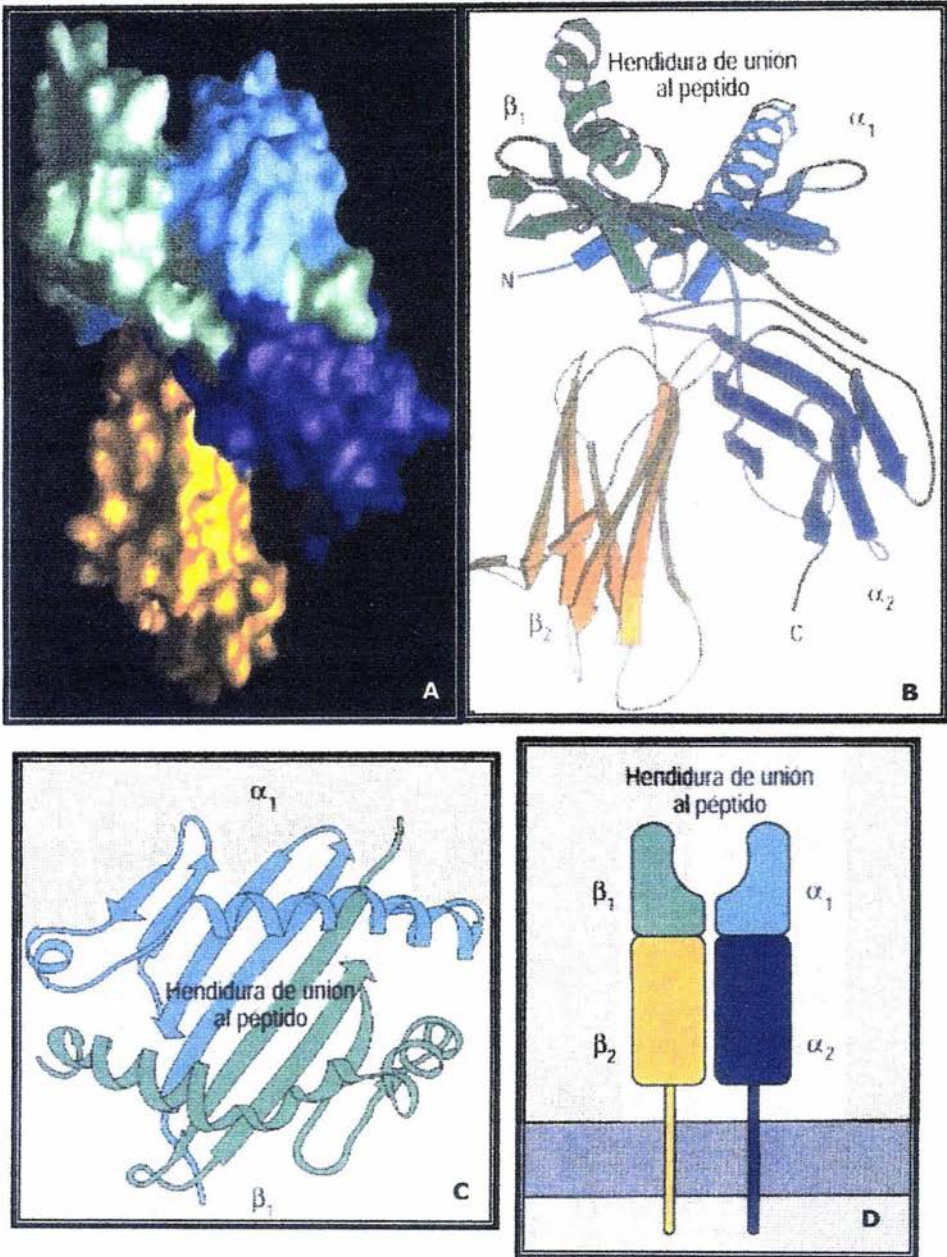 A
Hendidura de unión
al peptido
β1
α1
N
β2
α2
C
B
α1
Hendidura de unión
al peptido
β1
C
Hendidura de unión
al péptido
β1
α1
β2
α2
D